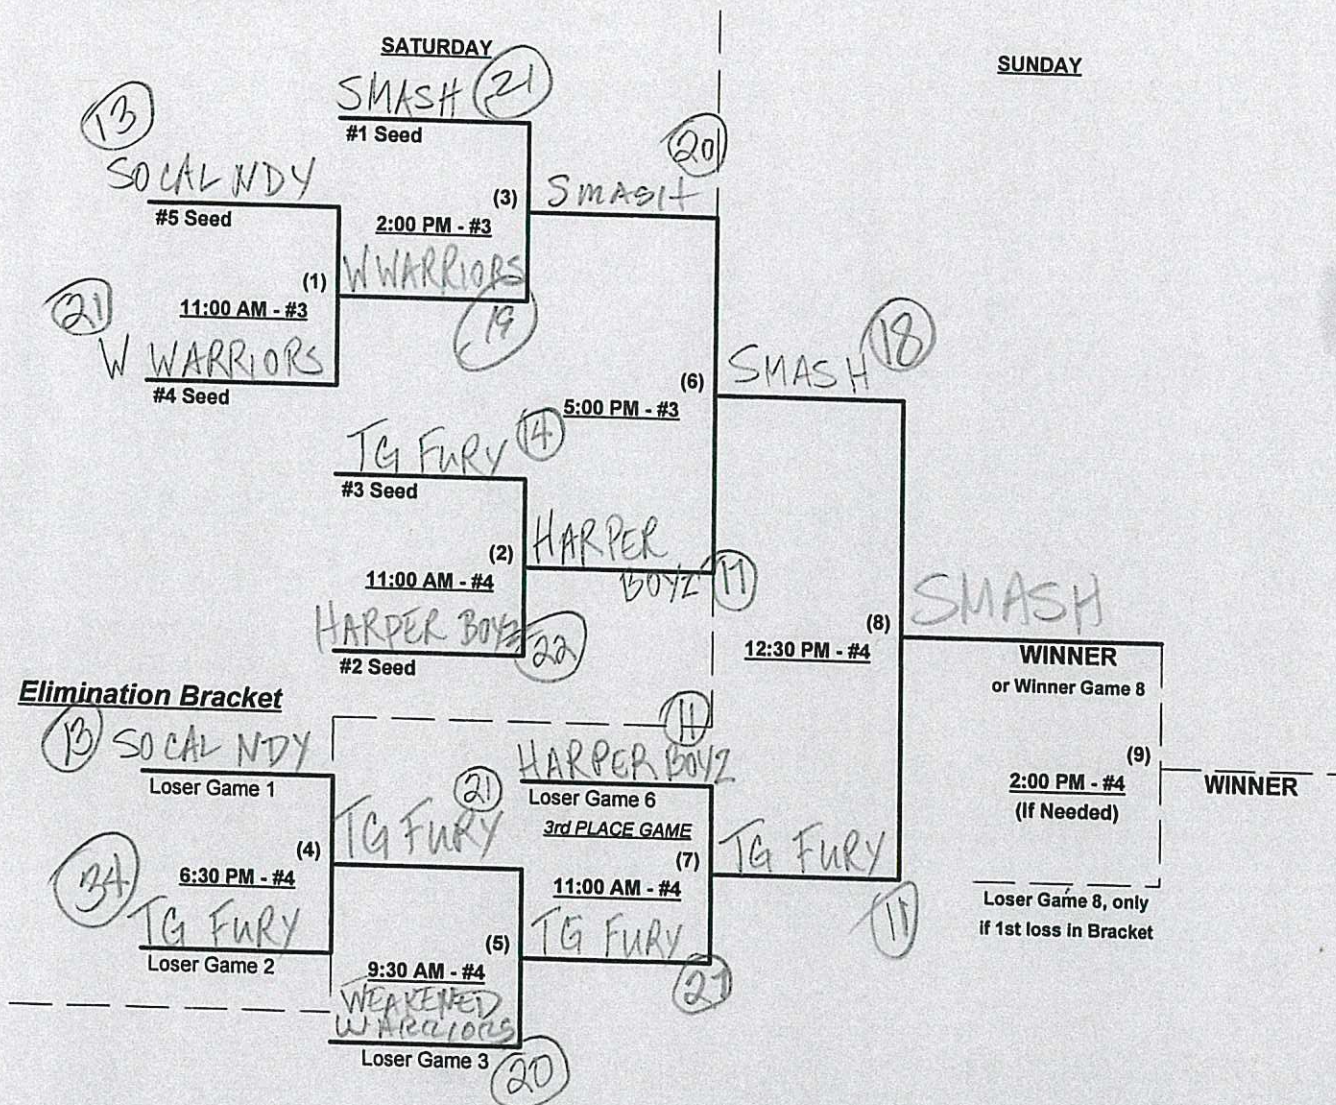 SATURDAY
SUNDAY
SMASH 21
#1 Seed
13
SOCAL NDY
#5 Seed
(3)
2:00 PM - #3
SMASH
20
(1)
11:00 AM - #3
W WARRIORS
19
21
W WARRIORS
#4 Seed
(6)
5:00 PM - #3
SMASH 18
TG FURY 14
#3 Seed
(2)
11:00 AM - #4
HARPER
BOYZ
17
HARPER BOYZ 22
#2 Seed
(8)
12:30 PM - #4
SMASH
WINNER
or Winner Game 8
Elimination Bracket
13 SOCAL NDY
Loser Game 1
11
HARPER BOYZ
Loser Game 6
3rd PLACE GAME
(9)
2:00 PM - #4
(If Needed)
WINNER
21
TG FURY
(4)
6:30 PM - #4
34
TG FURY
Loser Game 2
(7)
11:00 AM - #4
TG FURY
11
(5)
9:30 AM - #4
TG FURY
WEAKENED
WARRIORS
Loser Game 3
20
Loser Game 8, only
if 1st loss in Bracket